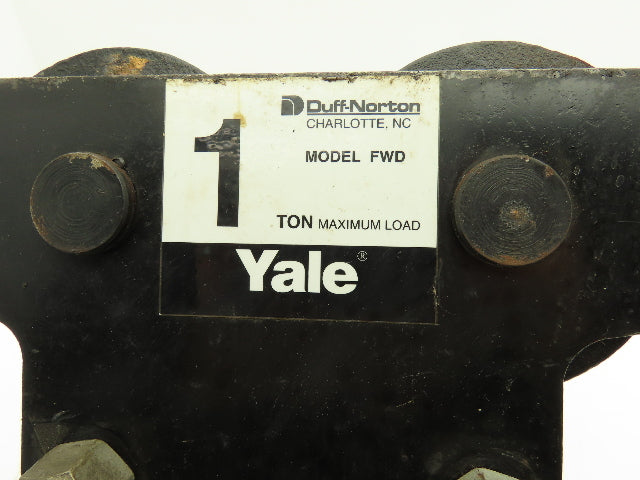 Duff-Norton
CHARLOTTE, NC
1
MODEL FWD
TON MAXIMUM LOAD
Yale®